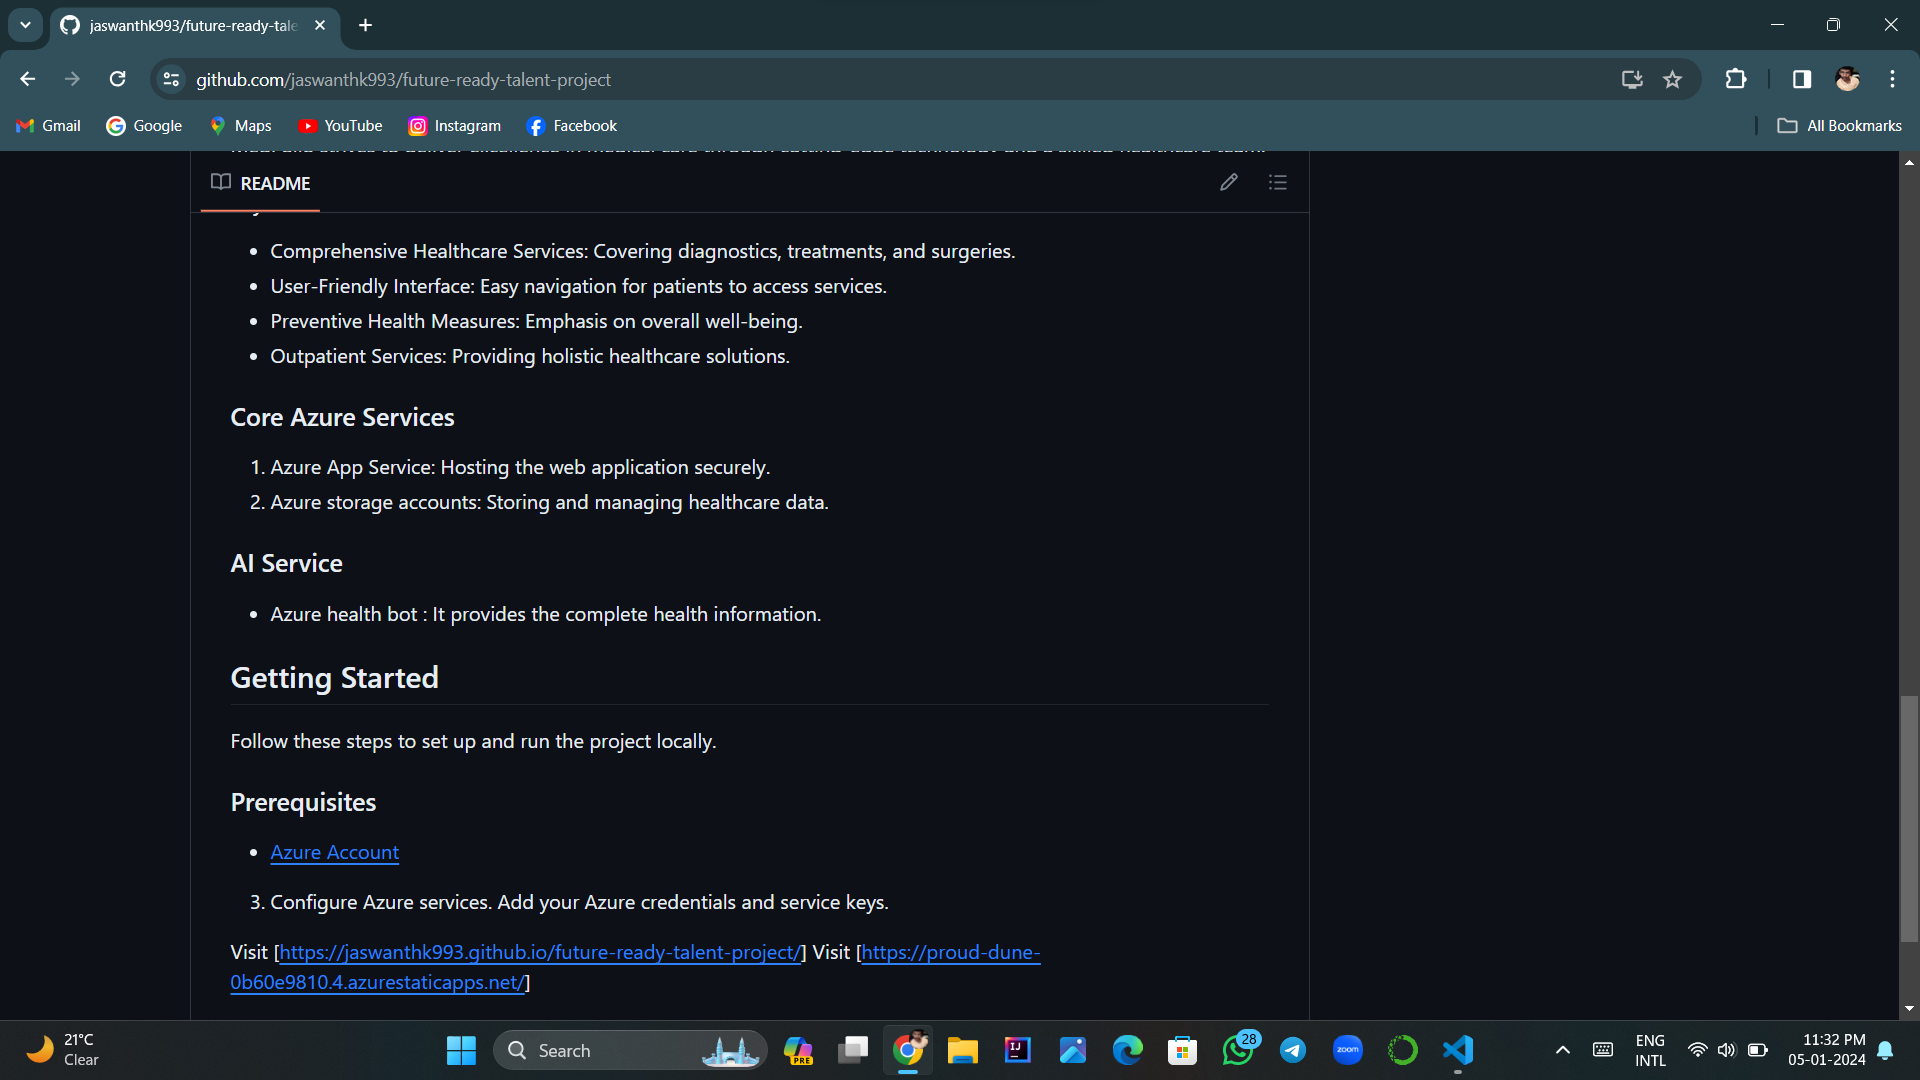 jaswanthk993/future-ready-tale
github.com/jaswanthk993/future-ready-talent-project
Gmail
Google
Maps
YouTube
Instagram
Facebook
All Bookmarks
README
• Comprehensive Healthcare Services: Covering diagnostics, treatments, and surgeries.
• User-Friendly Interface: Easy navigation for patients to access services.
• Preventive Health Measures: Emphasis on overall well-being.
• Outpatient Services: Providing holistic healthcare solutions.
Core Azure Services
1. Azure App Service: Hosting the web application securely.
2. Azure storage accounts: Storing and managing healthcare data.
AI Service
• Azure health bot : It provides the complete health information.
Getting Started
Follow these steps to set up and run the project locally.
Prerequisites
• Azure Account
3. Configure Azure services. Add your Azure credentials and service keys.
Visit [https://jaswanthk993.github.io/future-ready-talent-project/] Visit [https://proud-dune-
0b60e9810.4.azurestaticapps.net/]
21°C
Clear
Search
PRE
IJ
28
zoom
ENG
INTL
11:32 PM
05-01-2024